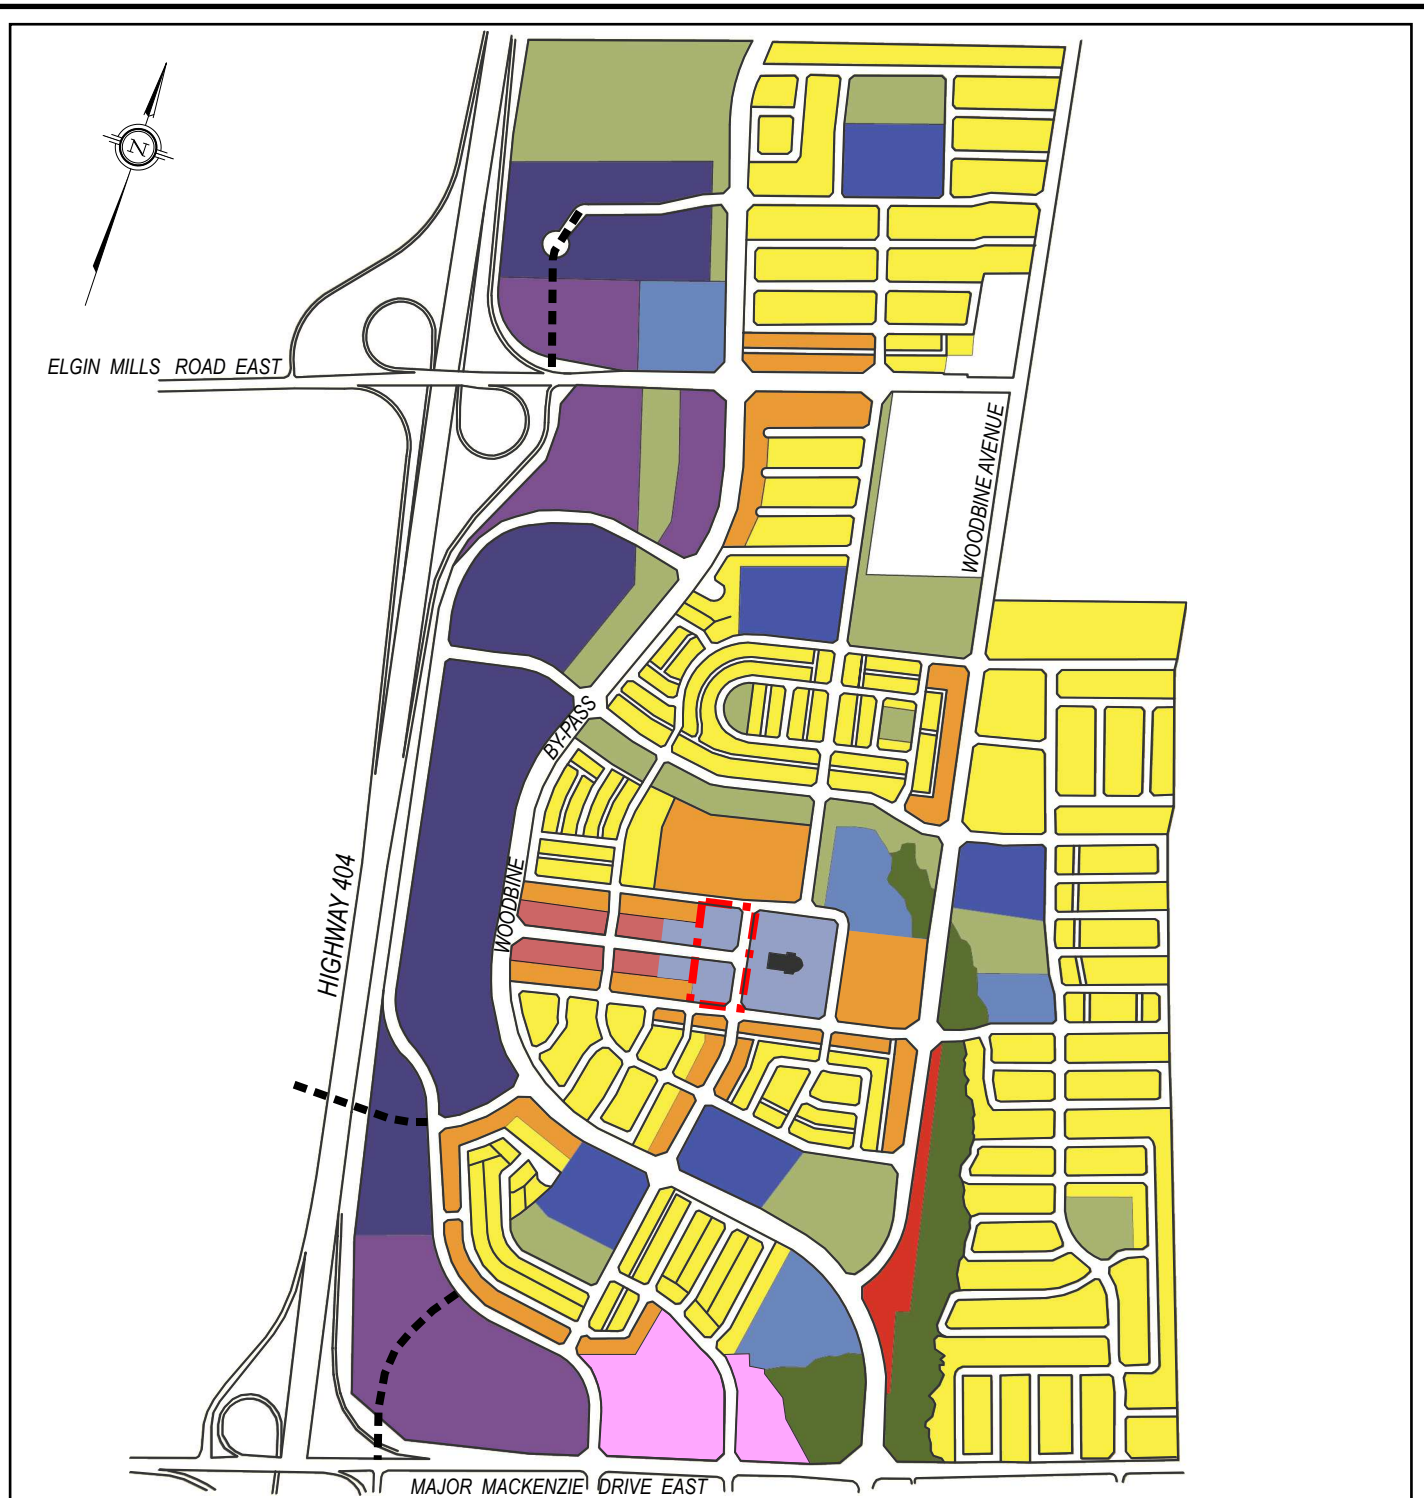 N
ELGIN MILLS ROAD EAST
WOODBINE AVENUE
BY-PASS
WOODBINE
HIGHWAY 404
MAJOR MACKENZIE DRIVE EAST